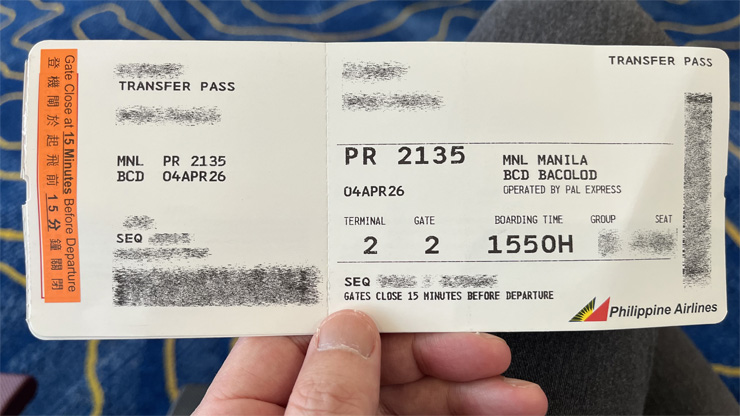 Gate Close at 15 Minutes Before Departure
登機閘於起飛前 15分鐘關閉
TRANSFER PASS
MNL PR 2135
BCD 04APR26
SEQ
TRANSFER PASS
PR 2135
MNL MANILA
BCD BACOLOD
04APR26
OPERATED BY PAL EXPRESS
TERMINAL GATE BOARDING TIME GROUP SEAT
2 2 1550H
SEQ
GATES CLOSE 15 MINUTES BEFORE DEPARTURE
Philippine Airlines